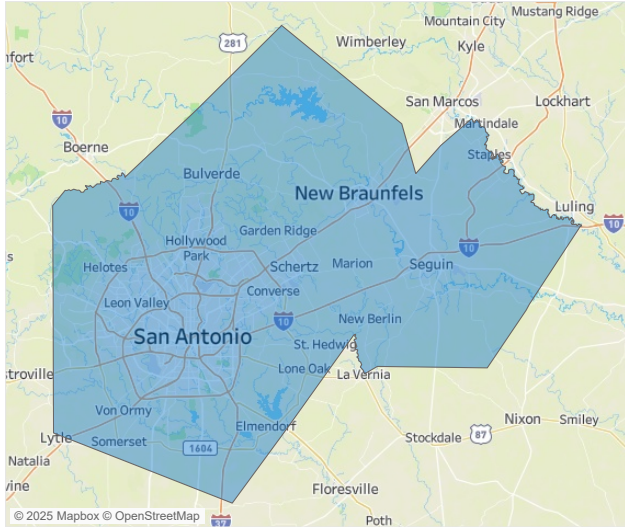 Mustang Ridge
Mountain City
281
Wimberley
Kyle
nfort
San Marcos
Lockhart
10
Martindale
Boerne
Staples
Bulverde
New Braunfels
Luling
10
10
Garden Ridge
Hollywood
Park
10
s
Helotes
Schertz
Marion
Seguin
Converse
Leon Valley
10
New Berlin
San Antonio
St. Hedwig
Lone Oak
La Vernia
stroville
Von Ormy
Elmendorf
Nixon
Smiley
Lytle
Somerset
1604
Stockdale
87
Natalia
vine
Floresville
© 2025 Mapbox © OpenStreetMap
37
Poth